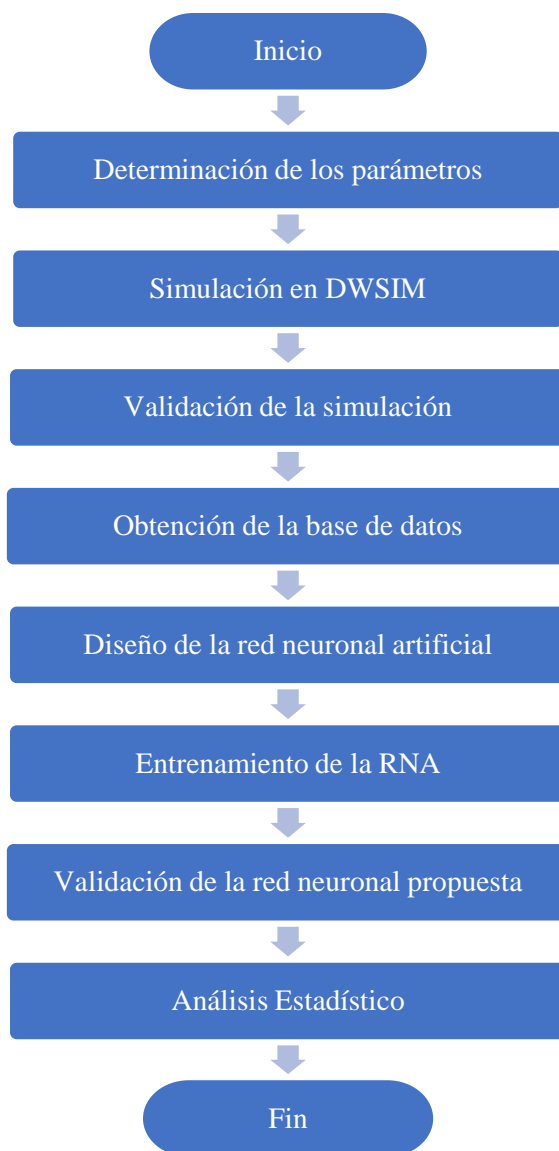 Inicio
Determinación de los parámetros
Simulación en DWSIM
Validación de la simulación
Obtención de la base de datos
Diseño de la red neuronal artificial
Entrenamiento de la RNA
Validación de la red neuronal propuesta
Análisis Estadístico
Fin